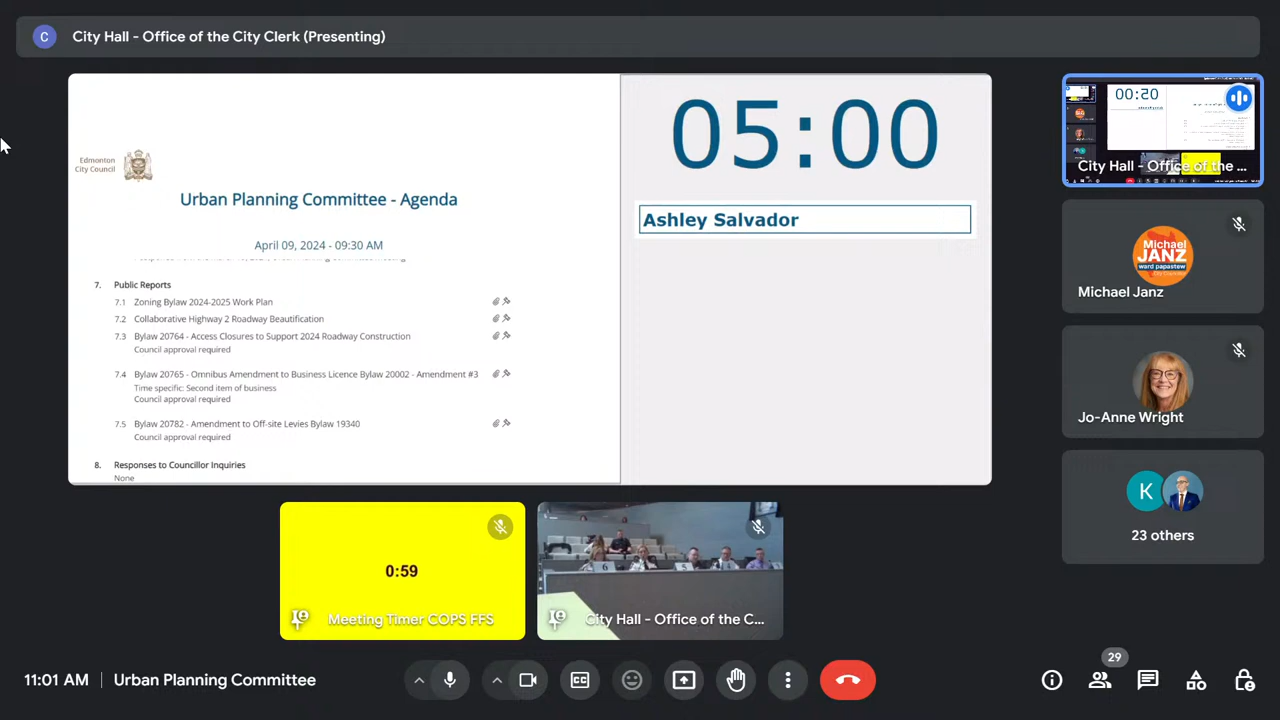 C City Hall - Office of the City Clerk (Presenting)
Edmonton
City Council
Urban Planning Committee - Agenda
April 09, 2024 - 09:30 AM
7. Public Reports
7.1 Zoning Bylaw 2024-2025 Work Plan
7.2 Collaborative Highway 2 Roadway Beautification
7.3 Bylaw 20764 - Access Closures to Support 2024 Roadway Construction
Council approval required
7.4 Bylaw 20765 - Omnibus Amendment to Business Licence Bylaw 20002 - Amendment #3
Time specific: Second item of business
Council approval required
7.5 Bylaw 20782 - Amendment to Off-site Levies Bylaw 19340
Council approval required
8. Responses to Councillor Inquiries
None
05:00
Ashley Salvador
00:20
City Hall - Office of the ...
Michael
JANZ
ward papastew
Michael Janz
Jo-Anne Wright
K
23 others
0:59
Meeting Timer COPS FFS
6
5
4
City Hall - Office of the C...
11:01 AM
Urban Planning Committee
CC
29